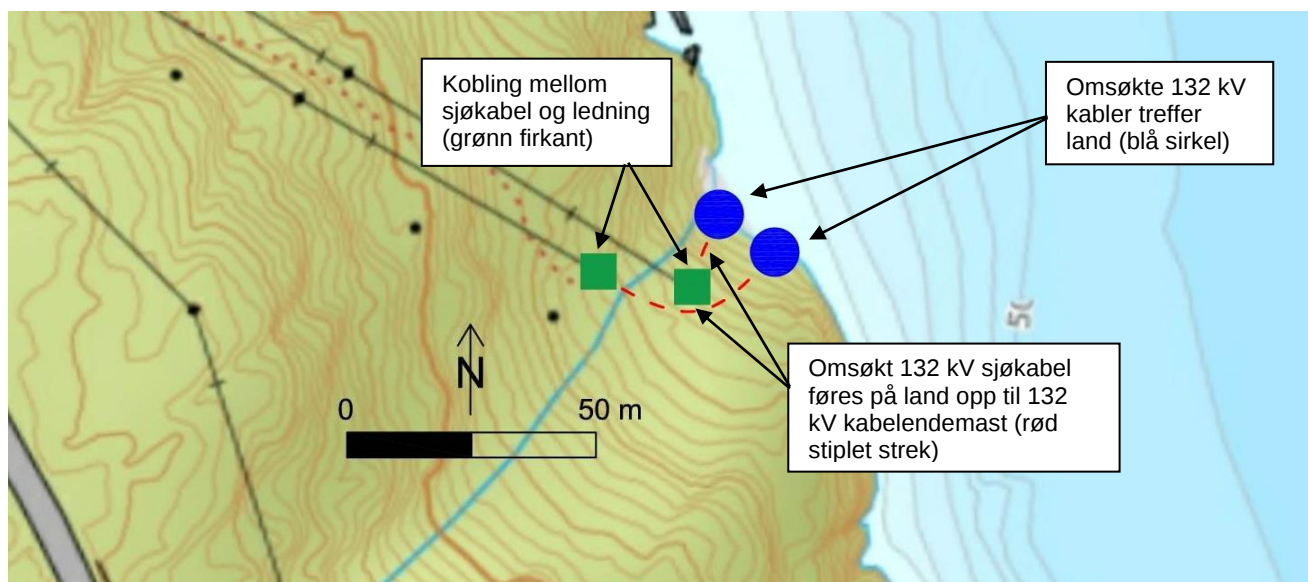 Kobling mellom
sjøkabel og ledning
(grønn firkant)
Omsøkte 132 kV
kabler treffer
land (blå sirkel)
Omsøkt 132 kV sjøkabel
føres på land opp til 132
kV kabelendemast (rød
stiplet strek)
N
0 50 m